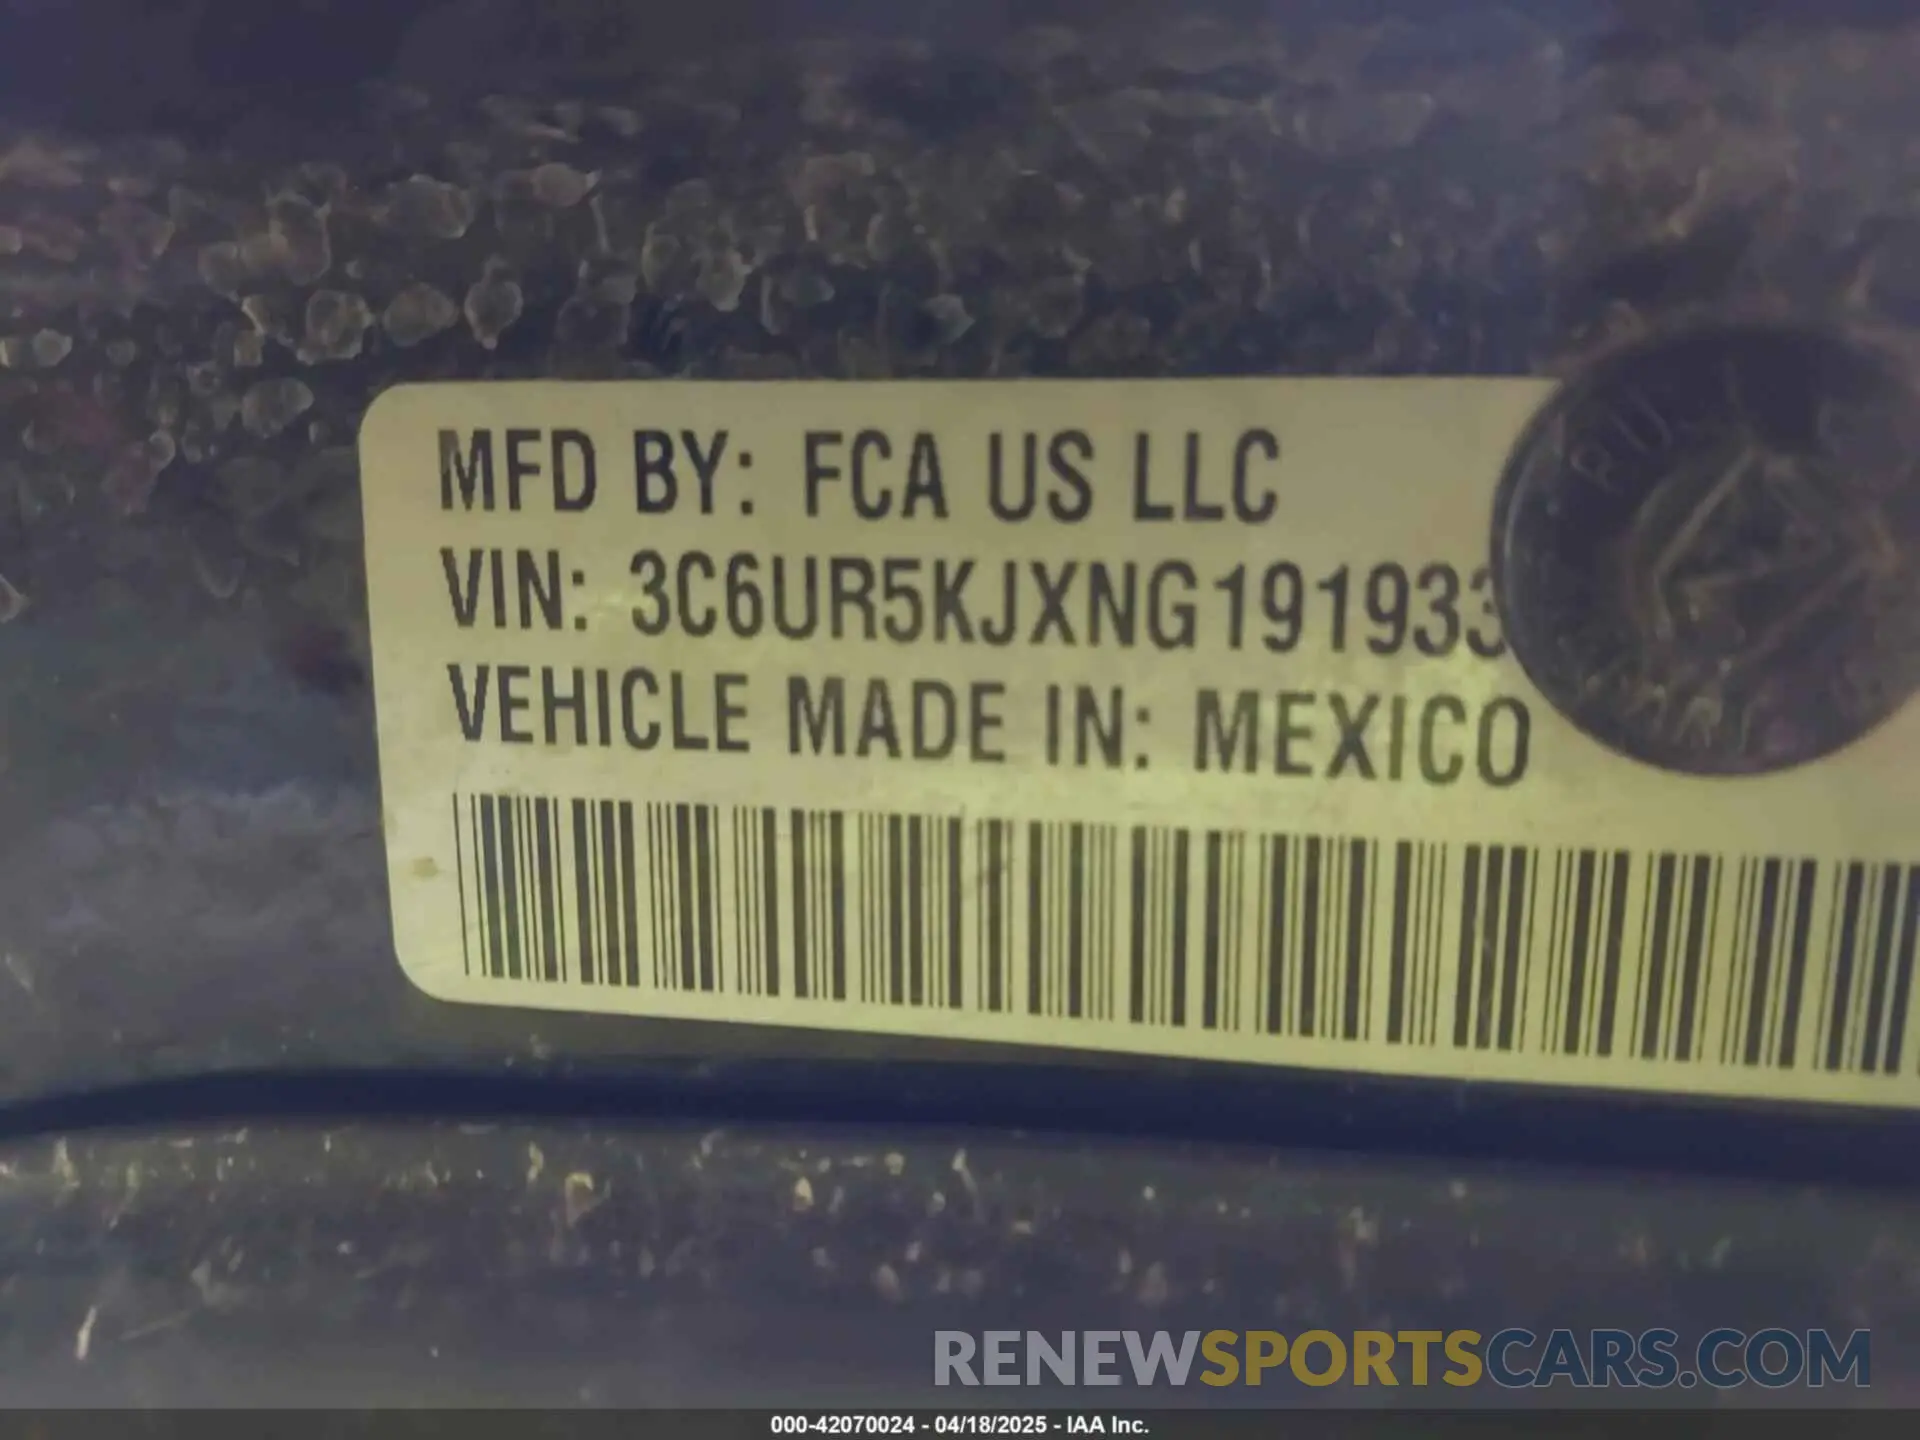 MFD BY: FCA US LLC
VIN: 3C6UR5KJXNG191933
VEHICLE MADE IN: MEXICO
RENEWSPORTSCARS.COM
000-42070024 - 04/18/2025 - IAA Inc.